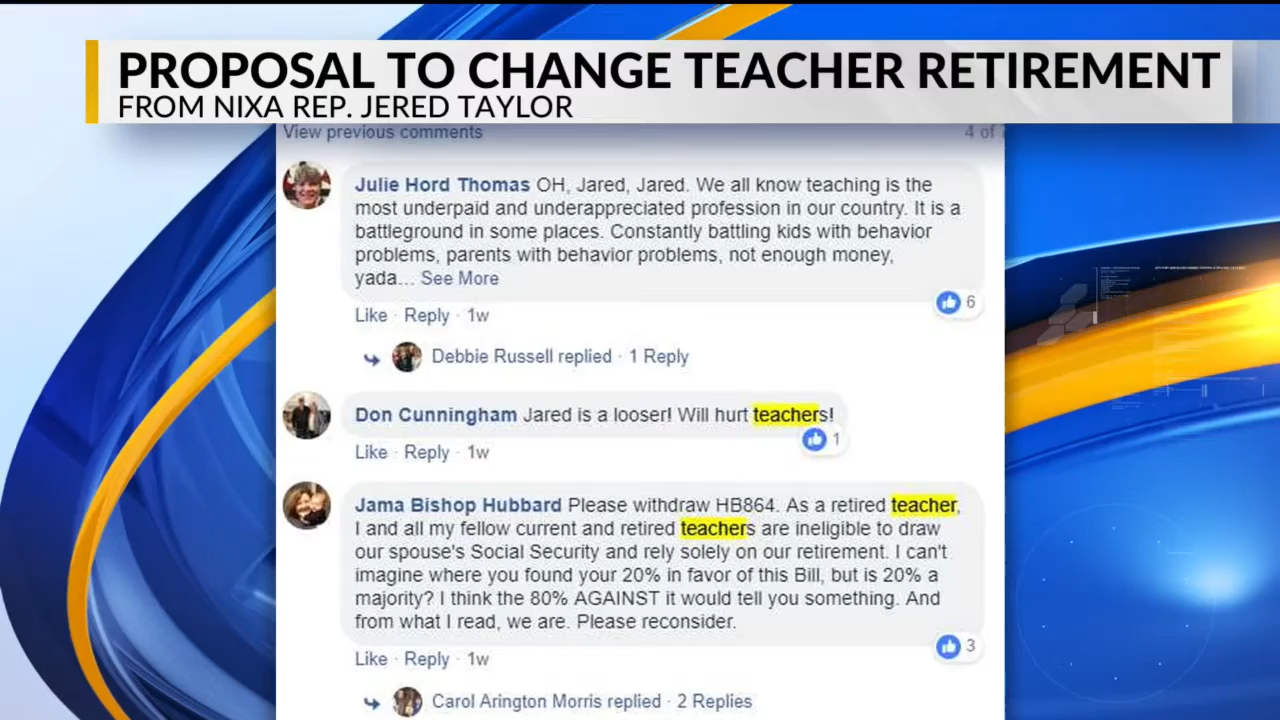 PROPOSAL TO CHANGE TEACHER RETIREMENT
FROM NIXA REP. JERED TAYLOR
View previous comments
4 of
Julie Hord Thomas OH, Jared, Jared. We all know teaching is the
most underpaid and underappreciated profession in our country. It is a
battleground in some places. Constantly battling kids with behavior
problems, parents with behavior problems, not enough money,
yada... See More
6
Like · Reply · 1w
Debbie Russell replied · 1 Reply
Don Cunningham Jared is a looser! Will hurt teachers!
1
Like · Reply · 1w
Jama Bishop Hubbard Please withdraw HB864. As a retired teacher,
I and all my fellow current and retired teachers are ineligible to draw
our spouse's Social Security and rely solely on our retirement. I can't
imagine where you found your 20% in favor of this Bill, but is 20% a
majority? I think the 80% AGAINST it would tell you something. And
from what I read, we are. Please reconsider.
3
Like · Reply · 1w
Carol Arington Morris replied · 2 Replies